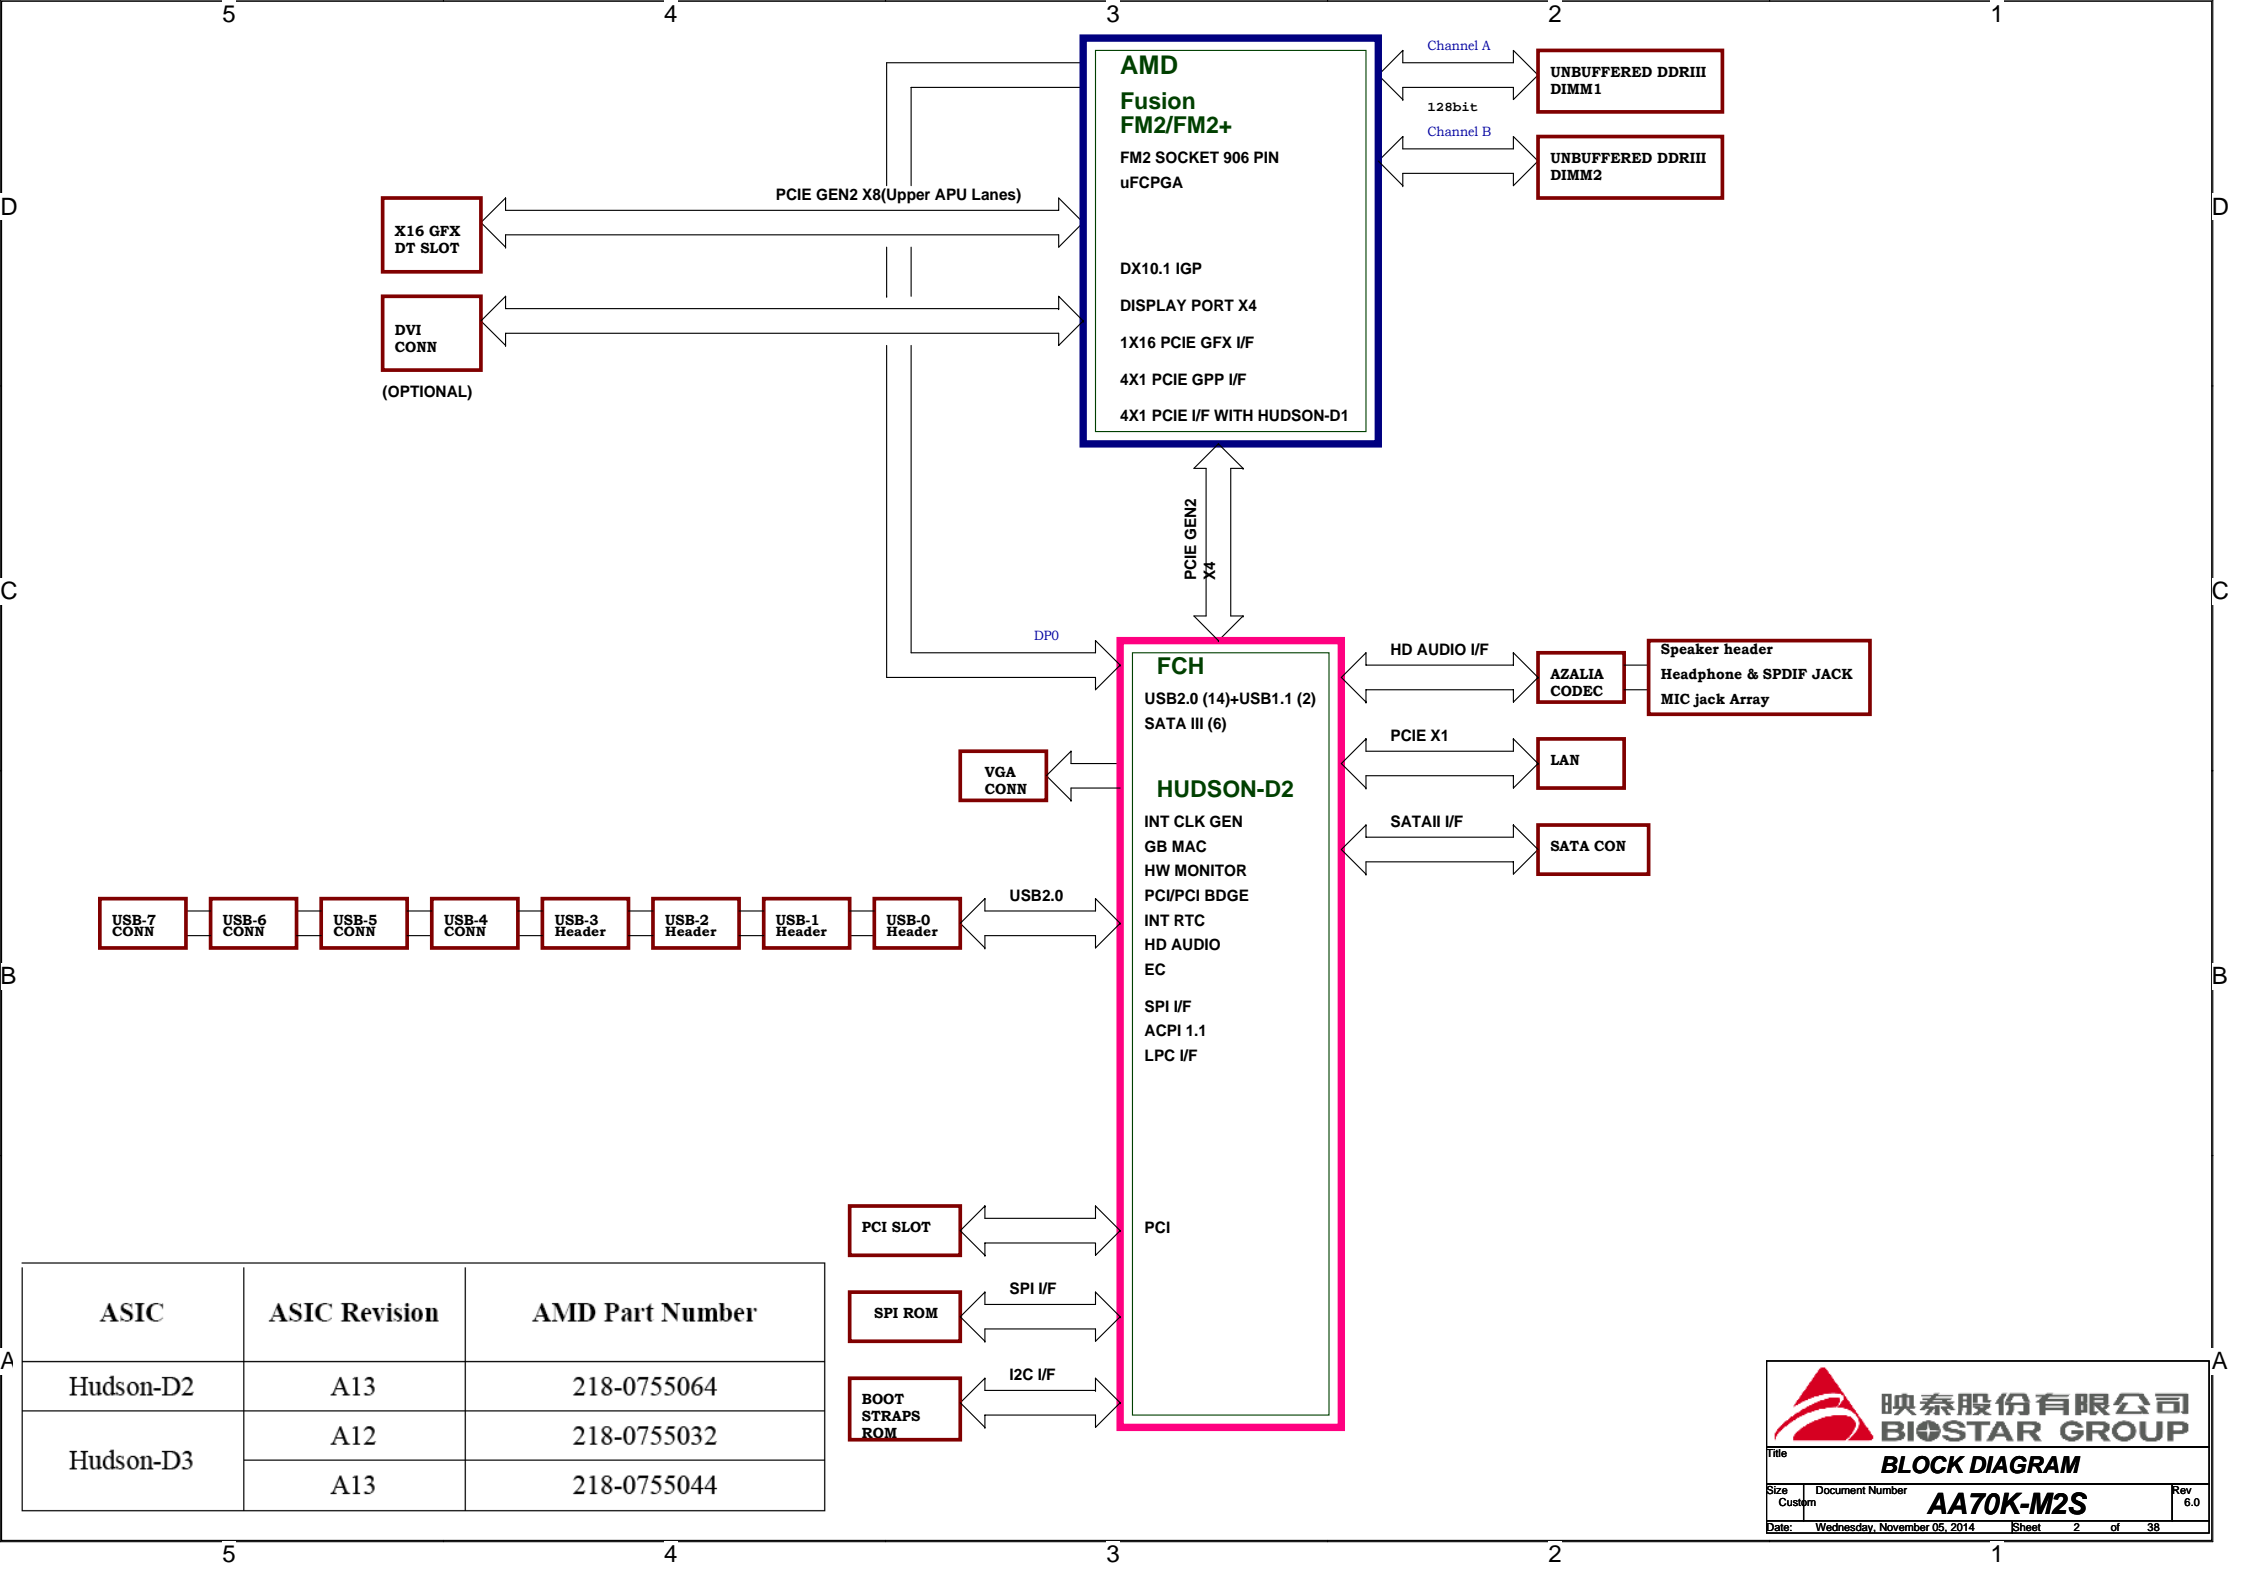 5 4 3 2 1
AMD
Fusion
FM2/FM2+
FM2 SOCKET 906 PIN
uFCPGA
DX10.1 IGP
DISPLAY PORT X4
1X16 PCIE GFX I/F
4X1 PCIE GPP I/F
4X1 PCIE I/F WITH HUDSON-D1
Channel A
128bit
Channel B
UNBUFFERED DDRIII
DIMM1
UNBUFFERED DDRIII
DIMM2
D
D
PCIE GEN2 X8(Upper APU Lanes)
X16 GFX
DT SLOT
DVI
CONN
(OPTIONAL)
PCIE GEN2
X4
C
C
DP0
FCH
USB2.0 (14)+USB1.1 (2)
SATA III (6)
HUDSON-D2
INT CLK GEN
GB MAC
HW MONITOR
PCI/PCI BDGE
INT RTC
HD AUDIO
EC
SPI I/F
ACPI 1.1
LPC I/F
PCI
HD AUDIO I/F
AZALIA
CODEC
Speaker header
Headphone & SPDIF JACK
MIC jack Array
PCIE X1
LAN
SATAII I/F
SATA CON
VGA
CONN
USB2.0
USB-7
CONN
USB-6
CONN
USB-5
CONN
USB-4
CONN
USB-3
Header
USB-2
Header
USB-1
Header
USB-0
Header
B
B
PCI SLOT
SPI I/F
SPI ROM
I2C I/F
BOOT
STRAPS
ROM
A
A
ASIC ASIC Revision AMD Part Number
Hudson-D2 A13 218-0755064
Hudson-D3 A12 218-0755032
A13 218-0755044
映泰股份有限公司
BIOSTAR GROUP
Title
BLOCK DIAGRAM
Size Document Number Rev
Custom AA70K-M2S 6.0
Date: Wednesday, November 05, 2014 Sheet 2 of 38
5 4 3 2 1